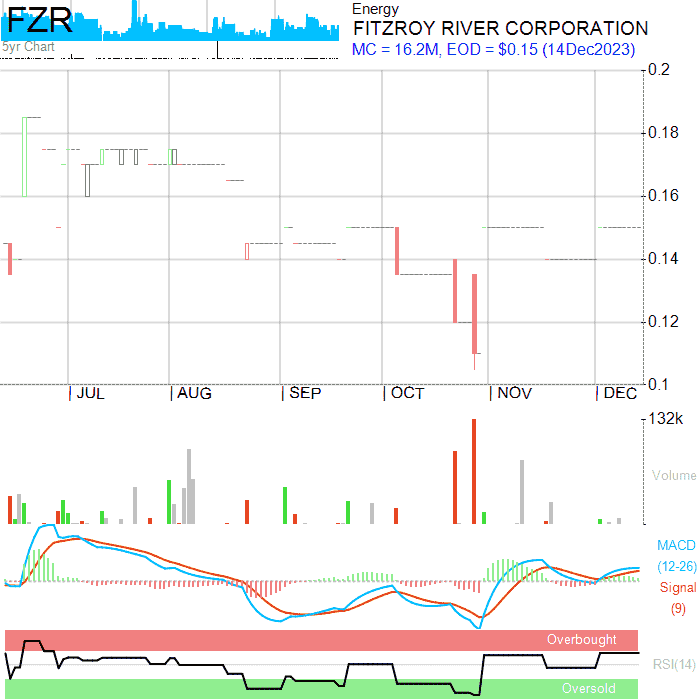 FZR
Energy
FITZROY RIVER CORPORATION
5yr Chart
MC = 16.2M, EOD = $0.15 (14Dec2023)
0.2
0.18
0.16
0.14
0.12
0.1
JUL AUG SEP OCT NOV DEC
132k
Volume
MACD
(12-26)
Signal
(9)
Overbought
RSI(14)
Oversold